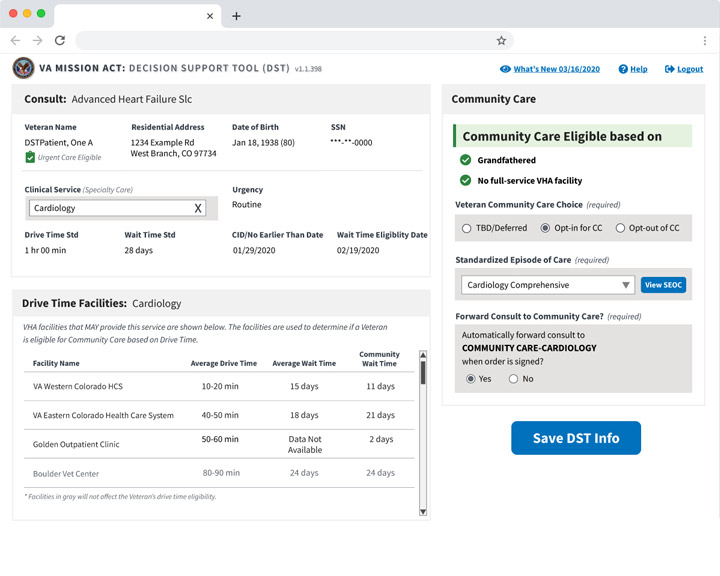 VA MISSION ACT: DECISION SUPPORT TOOL (DST) v1.1.398
What's New 03/16/2020 Help Logout
Consult: Advanced Heart Failure Slc
Veteran Name Residential Address Date of Birth SSN
DSTPatient, One A 1234 Example Rd Jan 18, 1938 (80) ***-**-0000
West Branch, CO 97734
Urgent Care Eligible
Clinical Service (Specialty Care) Urgency
Cardiology X Routine
Drive Time Std Wait Time Std CID/No Earlier Than Date Wait Time Eligiblity Date
1 hr 00 min 28 days 01/29/2020 02/19/2020
Drive Time Facilities: Cardiology
VHA facilities that MAY provide this service are shown below. The facilities are used to determine if a Veteran
is eligible for Community Care based on Drive Time.
Facility Name Average Drive Time Average Wait Time Community
Wait Time
VA Western Colorado HCS 10-20 min 15 days 11 days
VA Eastern Colorado Health Care System 40-50 min 18 days 21 days
Golden Outpatient Clinic 50-60 min Data Not
Available 2 days
Boulder Vet Center 80-90 min 24 days 24 days
* Facilities in gray will not affect the Veteran's drive time eligibility.
Community Care
Community Care Eligible based on
Grandfathered
No full-service VHA facility
Veteran Community Care Choice (required)
TBD/Deferred Opt-in for CC Opt-out of CC
Standardized Episode of Care (required)
Cardiology Comprehensive View SEOC
Forward Consult to Community Care? (required)
Automatically forward consult to
COMMUNITY CARE-CARDIOLOGY
when order is signed?
Yes No
Save DST Info